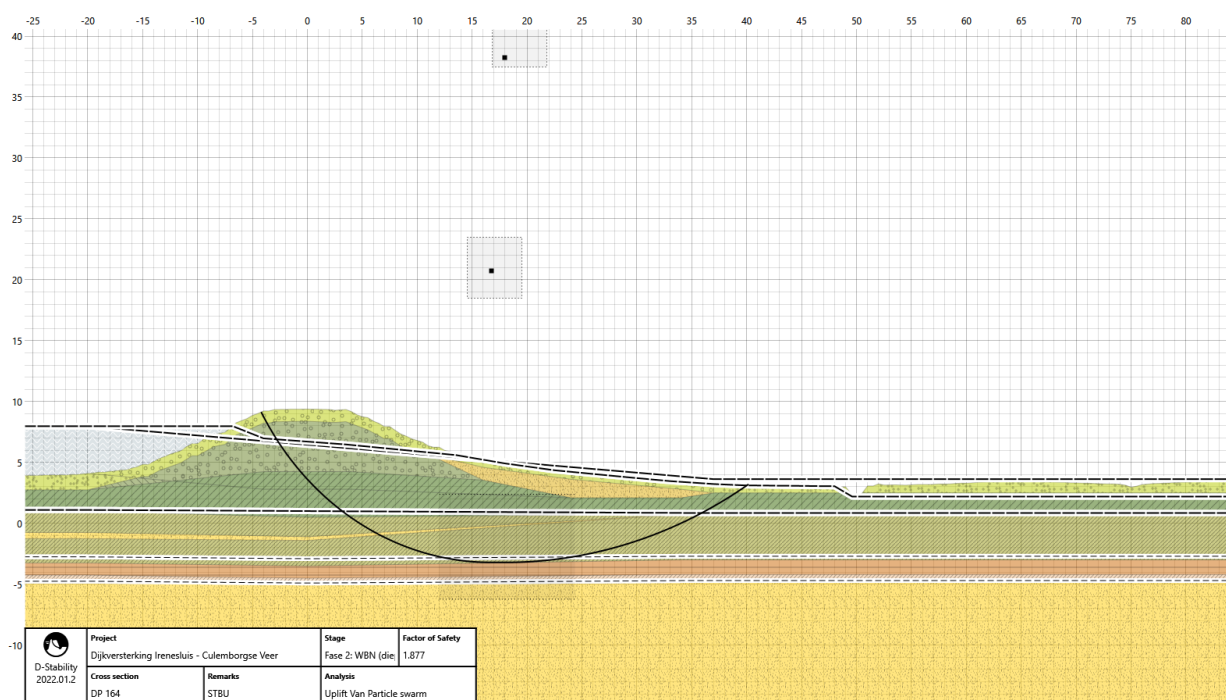 -25 -20 -15 -10 -5 0 5 10 15 20 25 30 35 40 45 50 55 60 65 70 75 80
40
35
30
25
20
15
10
5
0
-5
-10
D-Stability
2022.01.2
Project
Dijkversterking Irenesluis - Culemborgse Veer
Stage
Fase 2: WBN (die
Factor of Safety
1.877
Cross section
DP 164
Remarks
STBU
Analysis
Uplift Van Particle swarm